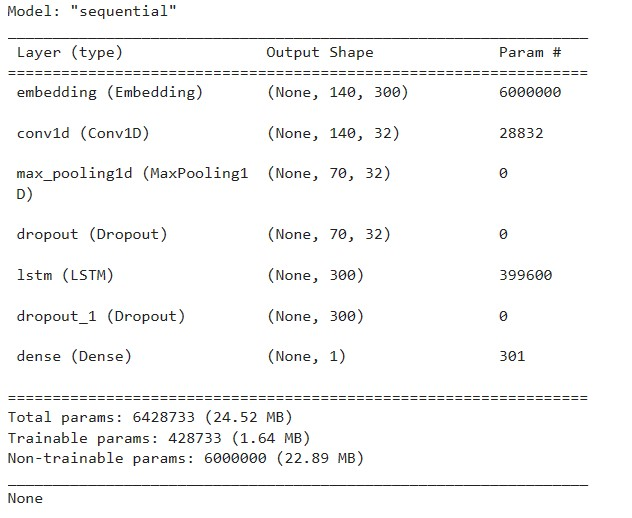 Model: "sequential"
_________________________________________________________________
Layer (type) Output Shape Param #
=================================================================
embedding (Embedding) (None, 140, 300) 6000000
conv1d (Conv1D) (None, 140, 32) 28832
max_pooling1d (MaxPooling1 (None, 70, 32) 0
D)
dropout (Dropout) (None, 70, 32) 0
lstm (LSTM) (None, 300) 399600
dropout_1 (Dropout) (None, 300) 0
dense (Dense) (None, 1) 301
=================================================================
Total params: 6428733 (24.52 MB)
Trainable params: 428733 (1.64 MB)
Non-trainable params: 6000000 (22.89 MB)
_________________________________________________________________
None